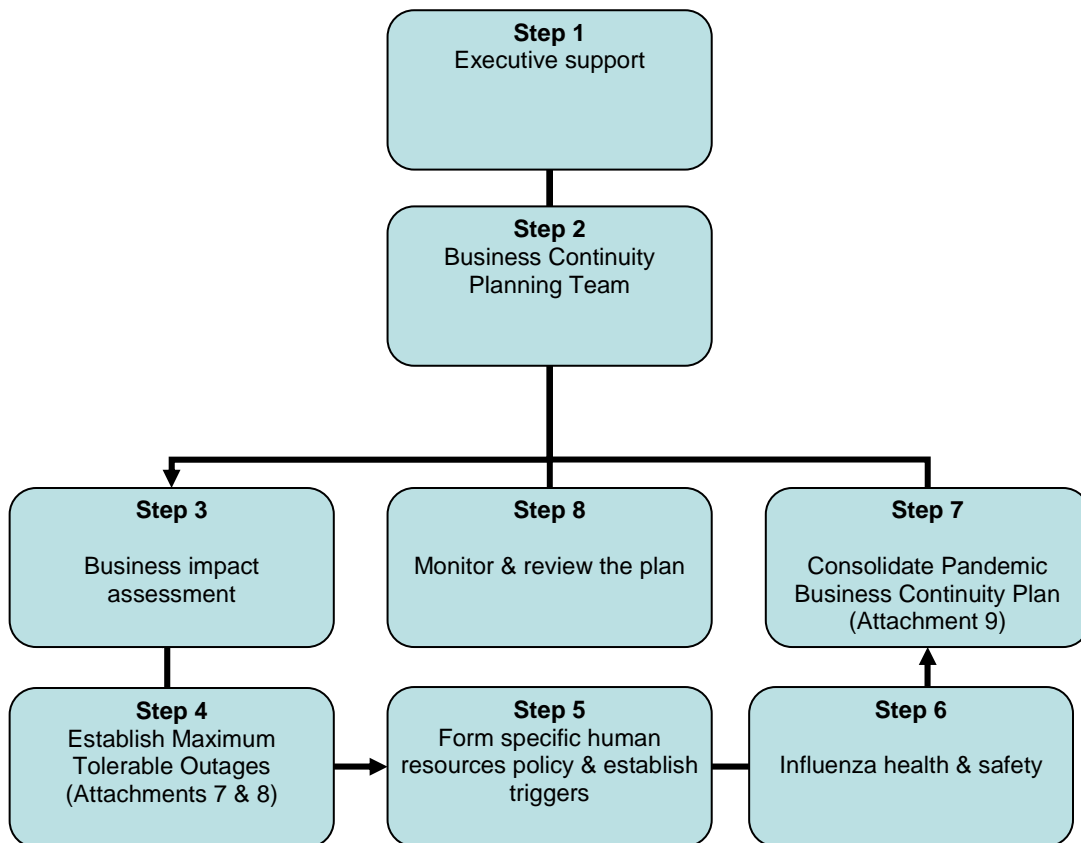 Step 1
Executive support
Step 2
Business Continuity
Planning Team
Step 3
Business impact
assessment
Step 8
Monitor & review the plan
Step 7
Consolidate Pandemic
Business Continuity Plan
(Attachment 9)
Step 4
Establish Maximum
Tolerable Outages
(Attachments 7 & 8)
Step 5
Form specific human
resources policy & establish
triggers
Step 6
Influenza health & safety